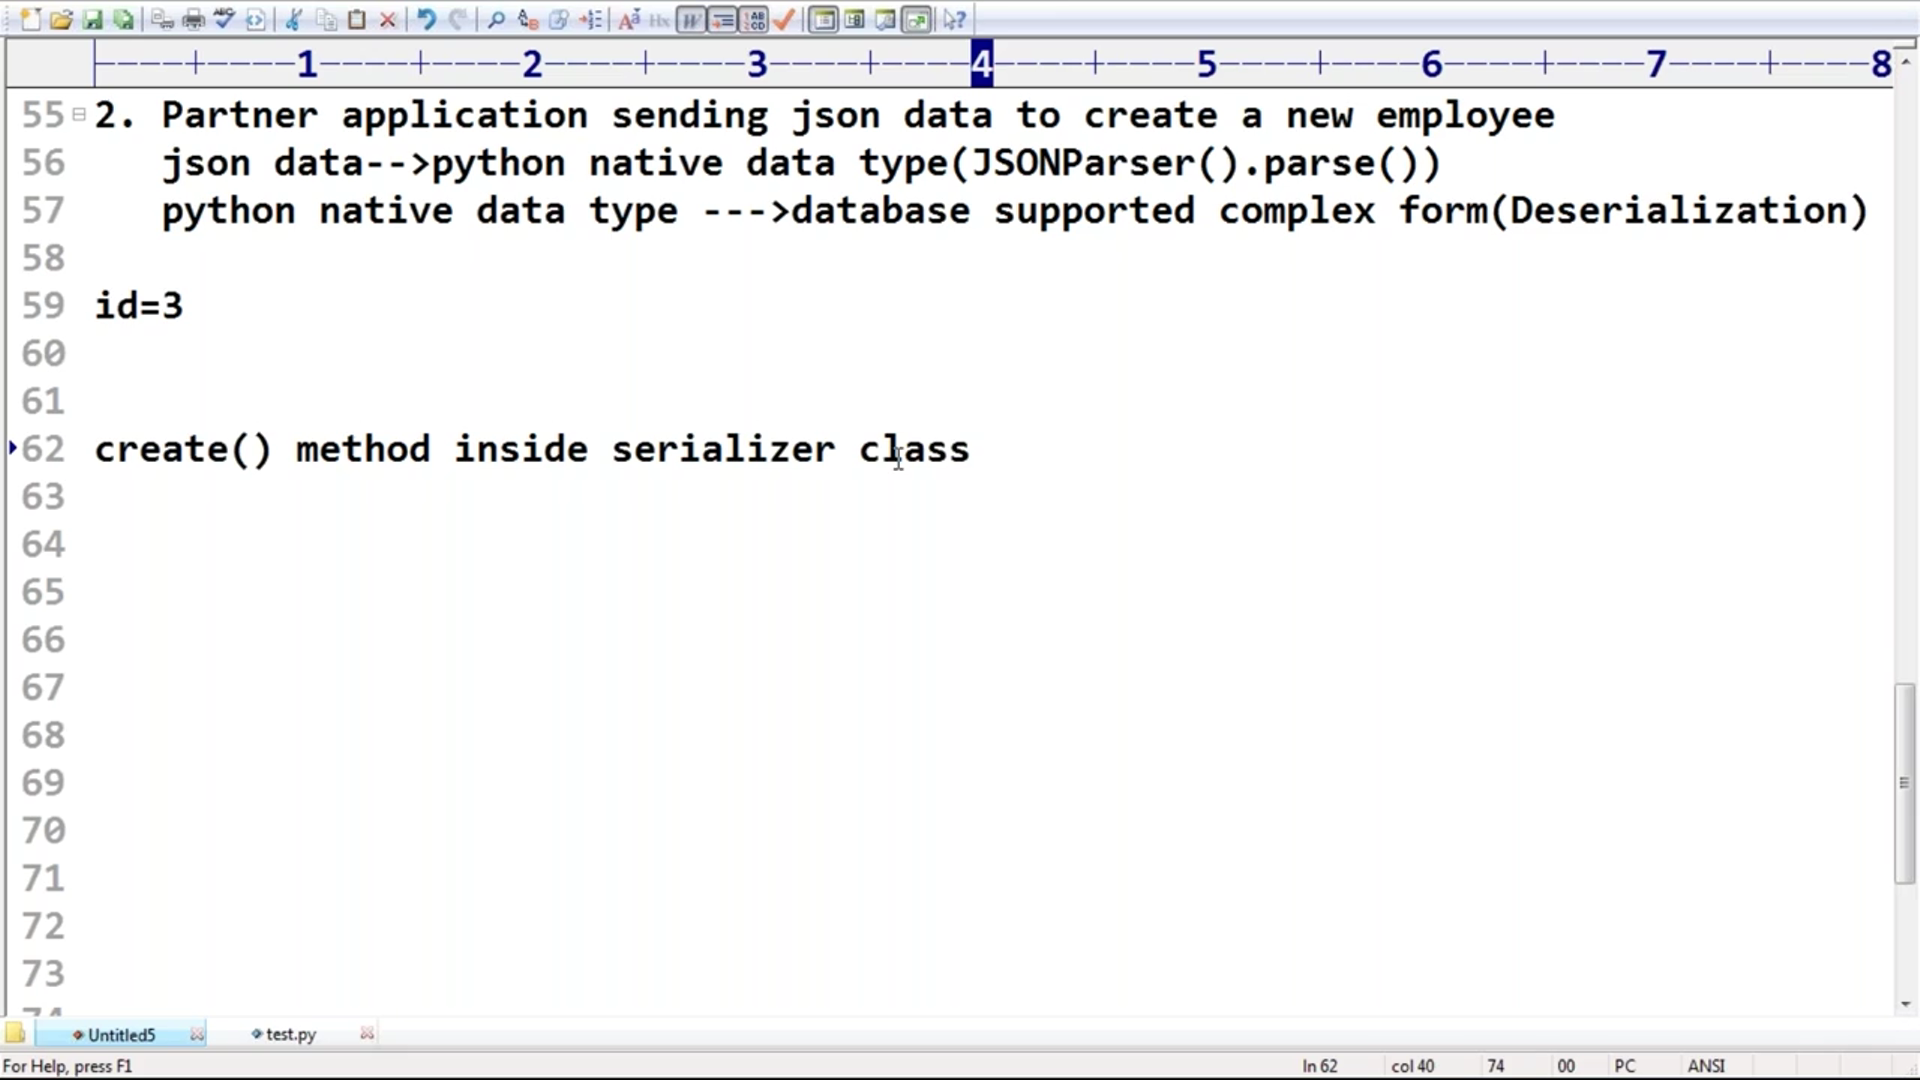 1 2 3 4 5 6 7 8
55 2. Partner application sending json data to create a new employee
56 json data-->python native data type(JSONParser().parse())
57 python native data type --->database supported complex form(Deserialization)
58
59 id=3
60
61
62 create() method inside serializer class
63
64
65
66
67
68
69
70
71
72
73
74
Untitled5 test.py
For Help, press F1 ln 62 col 40 74 00 PC ANSI